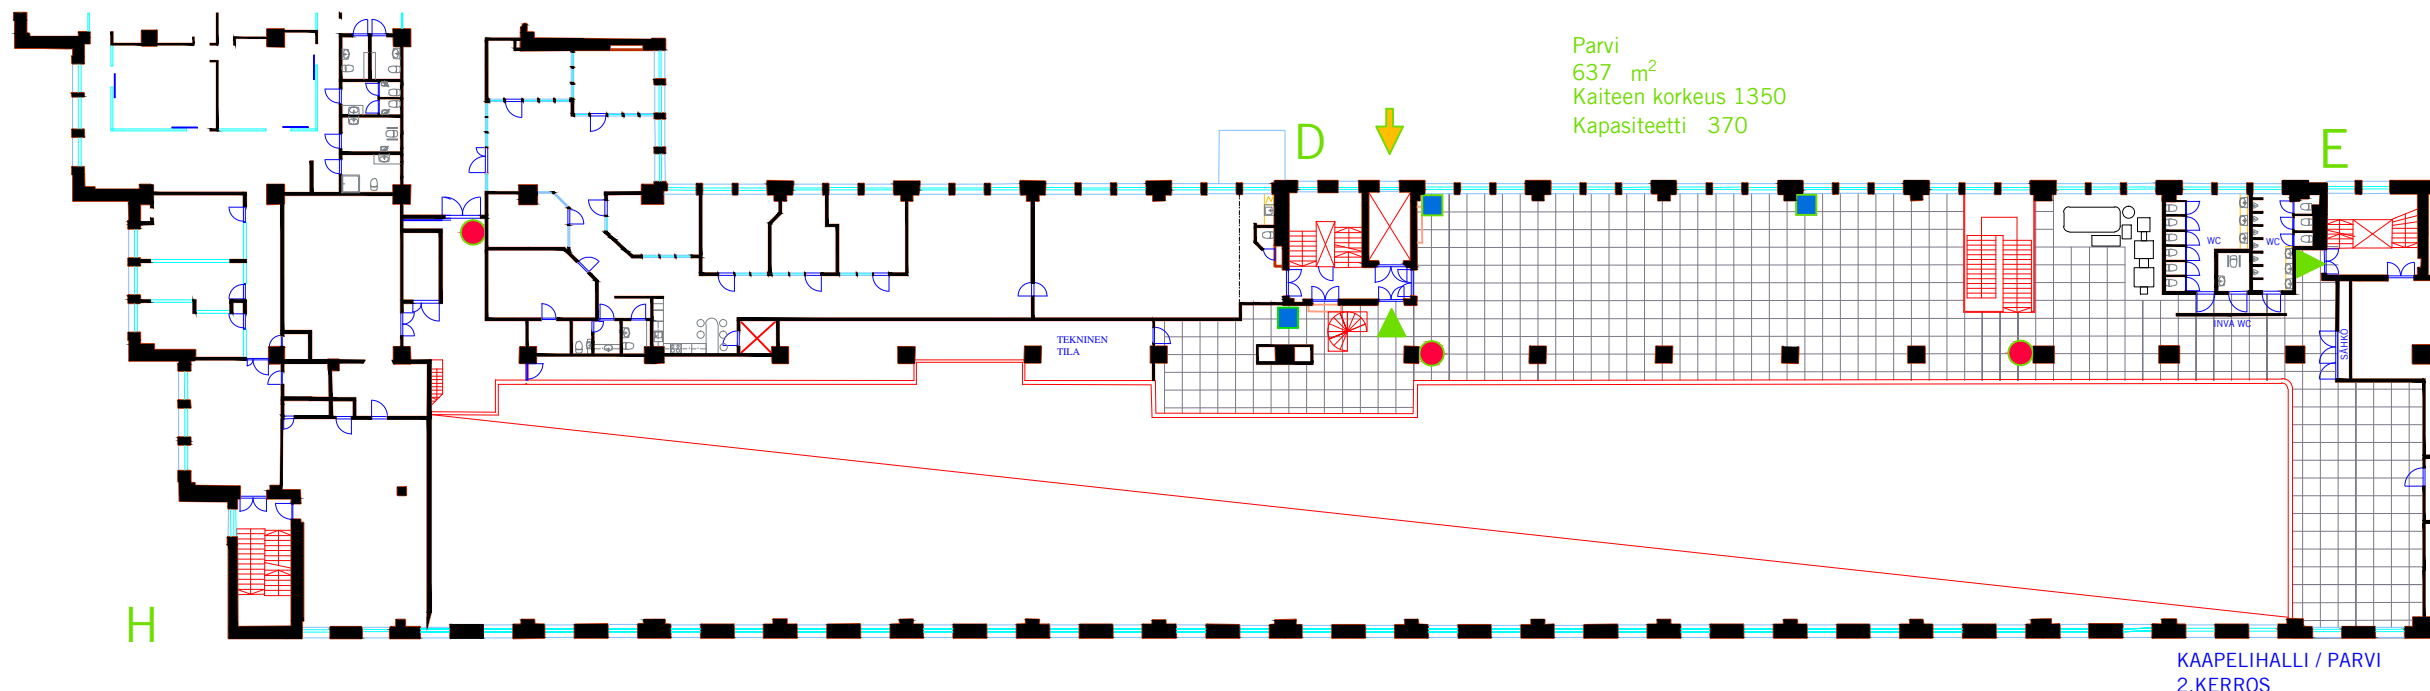 Parvi
637 m²
Kaiteen korkeus 1350
Kapasiteetti 370
D
E
WC
WC
INVA WC
SÄHKÖ
TEKNINEN
TILA
H
KAAPELIHALLI / PARVI
2.KERROS